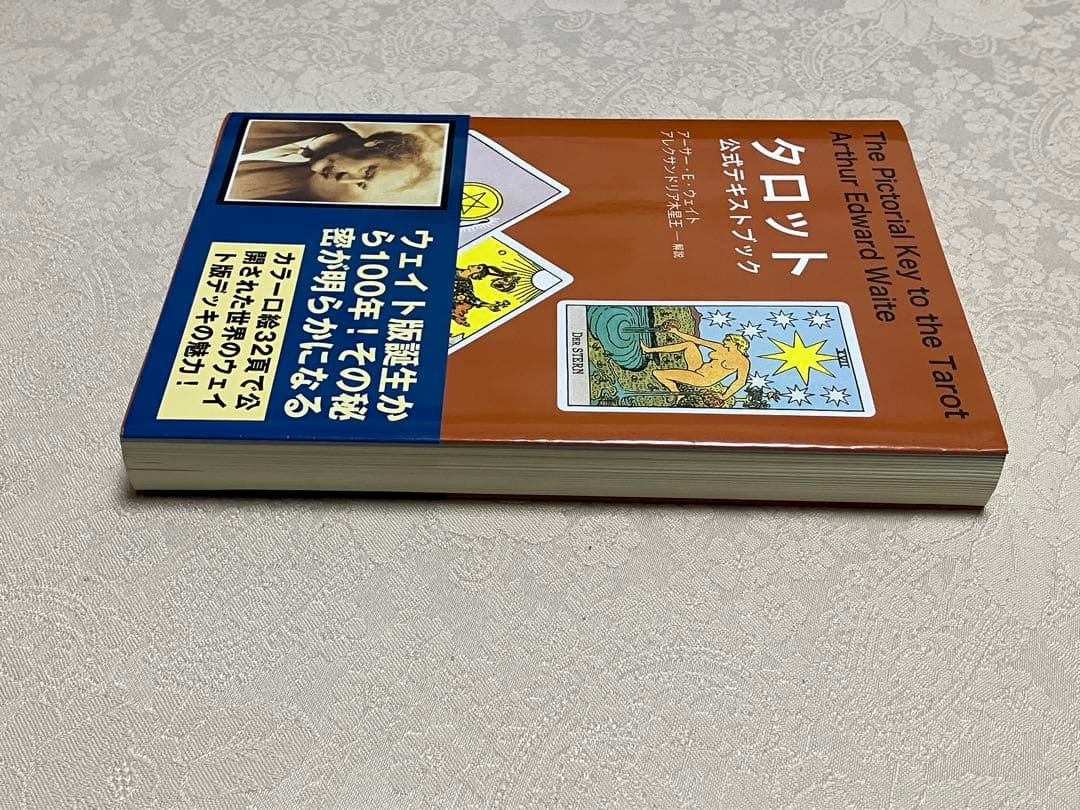 The Pictorial Key to the Tarot
Arthur Edward Waite
タロット
公式テキストブック
アーサー・E・ウェイト
アレクサンドリア木星王 ― 解説
XVII
DER STERN
ウェイト版誕生か
ら100年！その秘
密が明らかになる
カラー口絵32頁で公
開された世界のウェイ
ト版デッキの魅力！